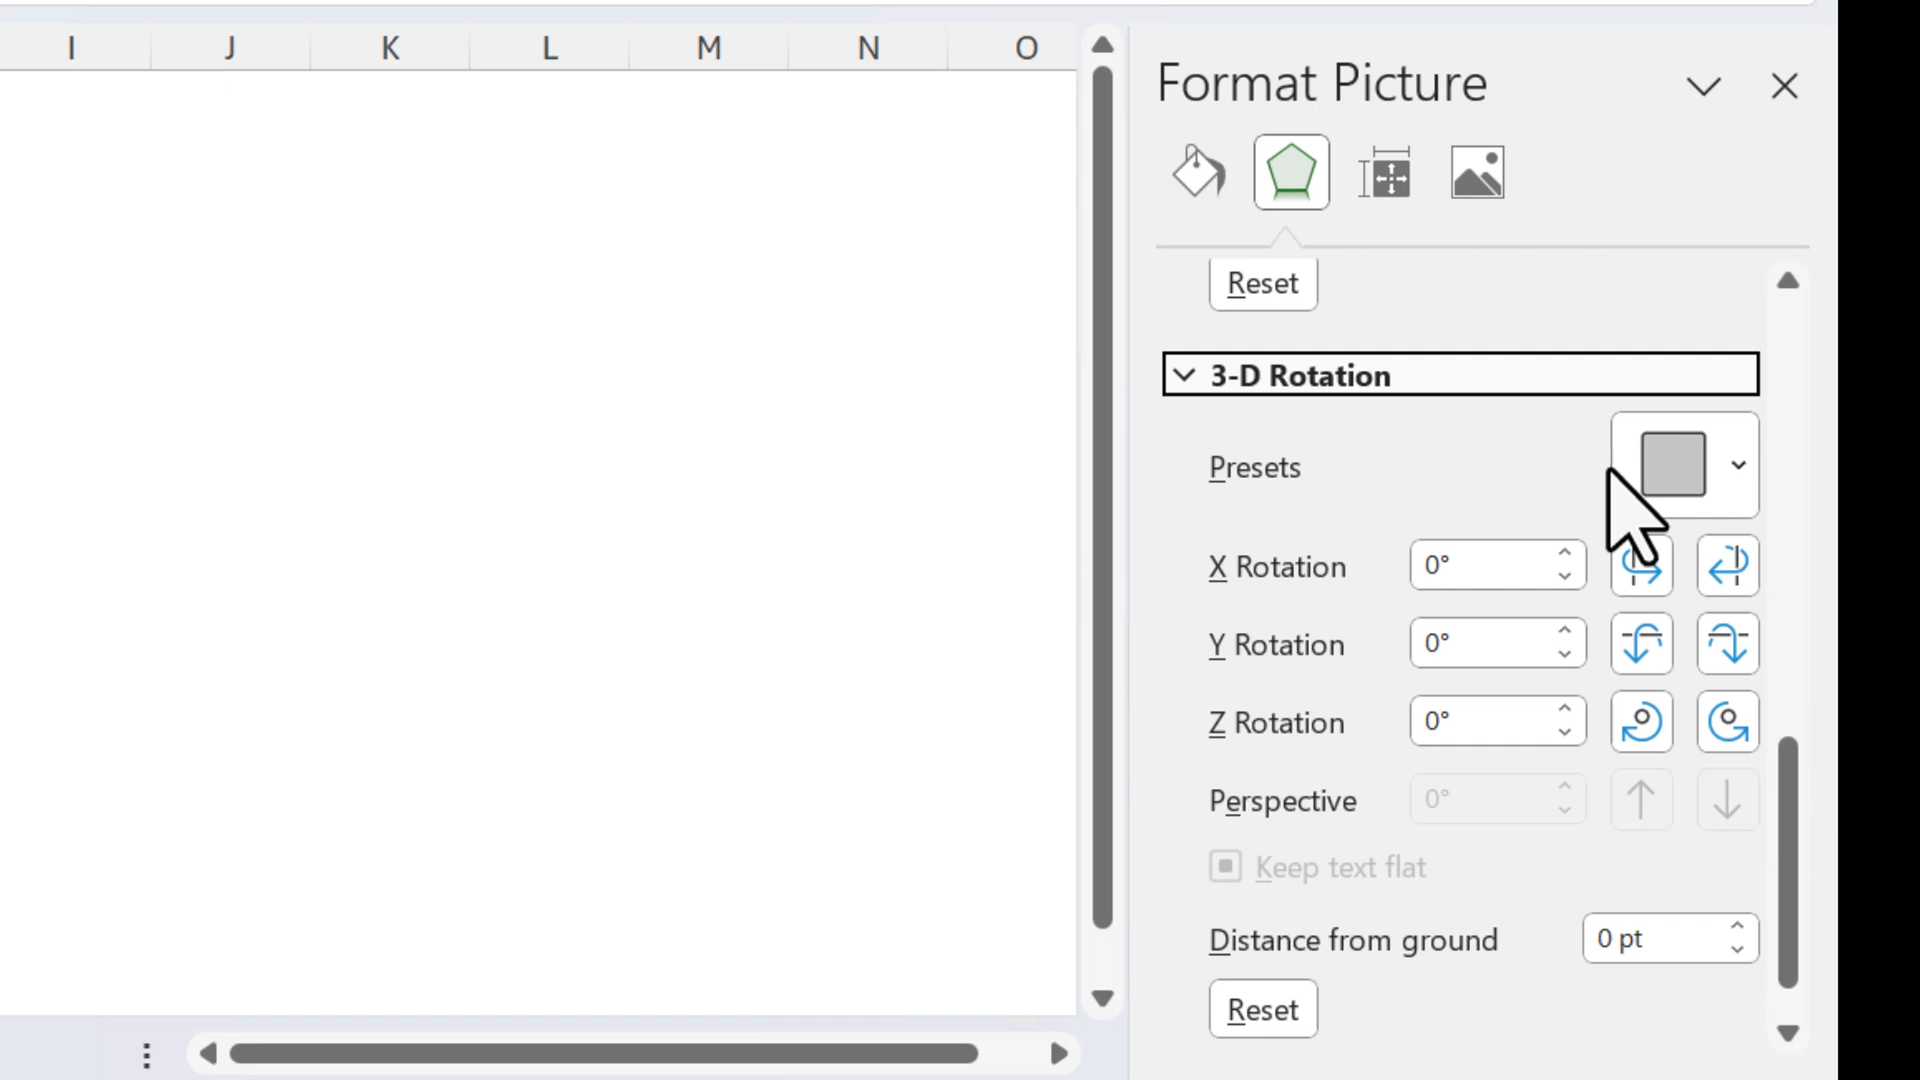 I J K L M N O
Format Picture
Reset
3-D Rotation
Presets
X Rotation 0°
Y Rotation 0°
Z Rotation 0°
Perspective 0°
Keep text flat
Distance from ground 0 pt
Reset